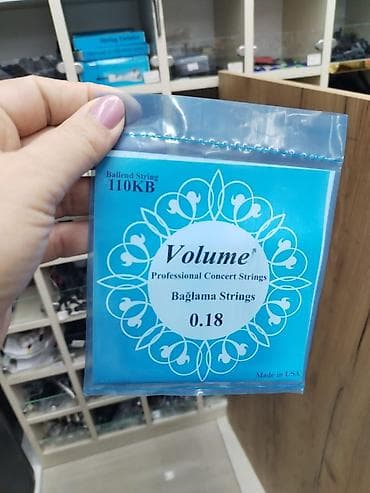 Ballend String
110KB
Volume
Professional Concert Strings
Bağlama Strings
0.18
Made in USA